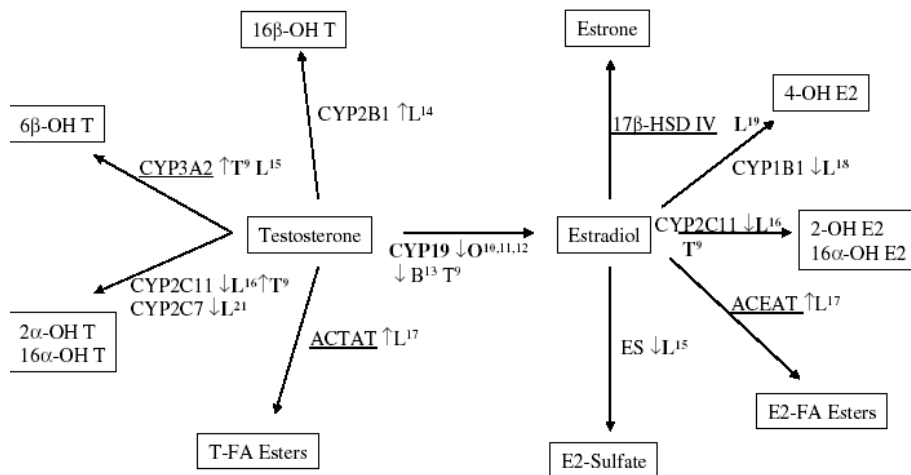 16β-OH T
Estrone
4-OH E2
6β-OH T
CYP2B1 ↑L¹⁴
17β-HSD IV L¹⁹
CYP3A2 ↑T⁹ L¹⁵
CYP1B1 ↓L¹⁸
Testosterone
CYP19 ↓O¹⁰,¹¹,¹²
↓ B¹³ T⁹
Estradiol
CYP2C11 ↓L¹⁶
T⁹
2-OH E2
16α-OH E2
CYP2C11 ↓L¹⁶↑T⁹
CYP2C7 ↓L²¹
2α-OH T
16α-OH T
ACTAT ↑L¹⁷
ES ↓L¹⁵
ACEAT ↑L¹⁷
T-FA Esters
E2-Sulfate
E2-FA Esters